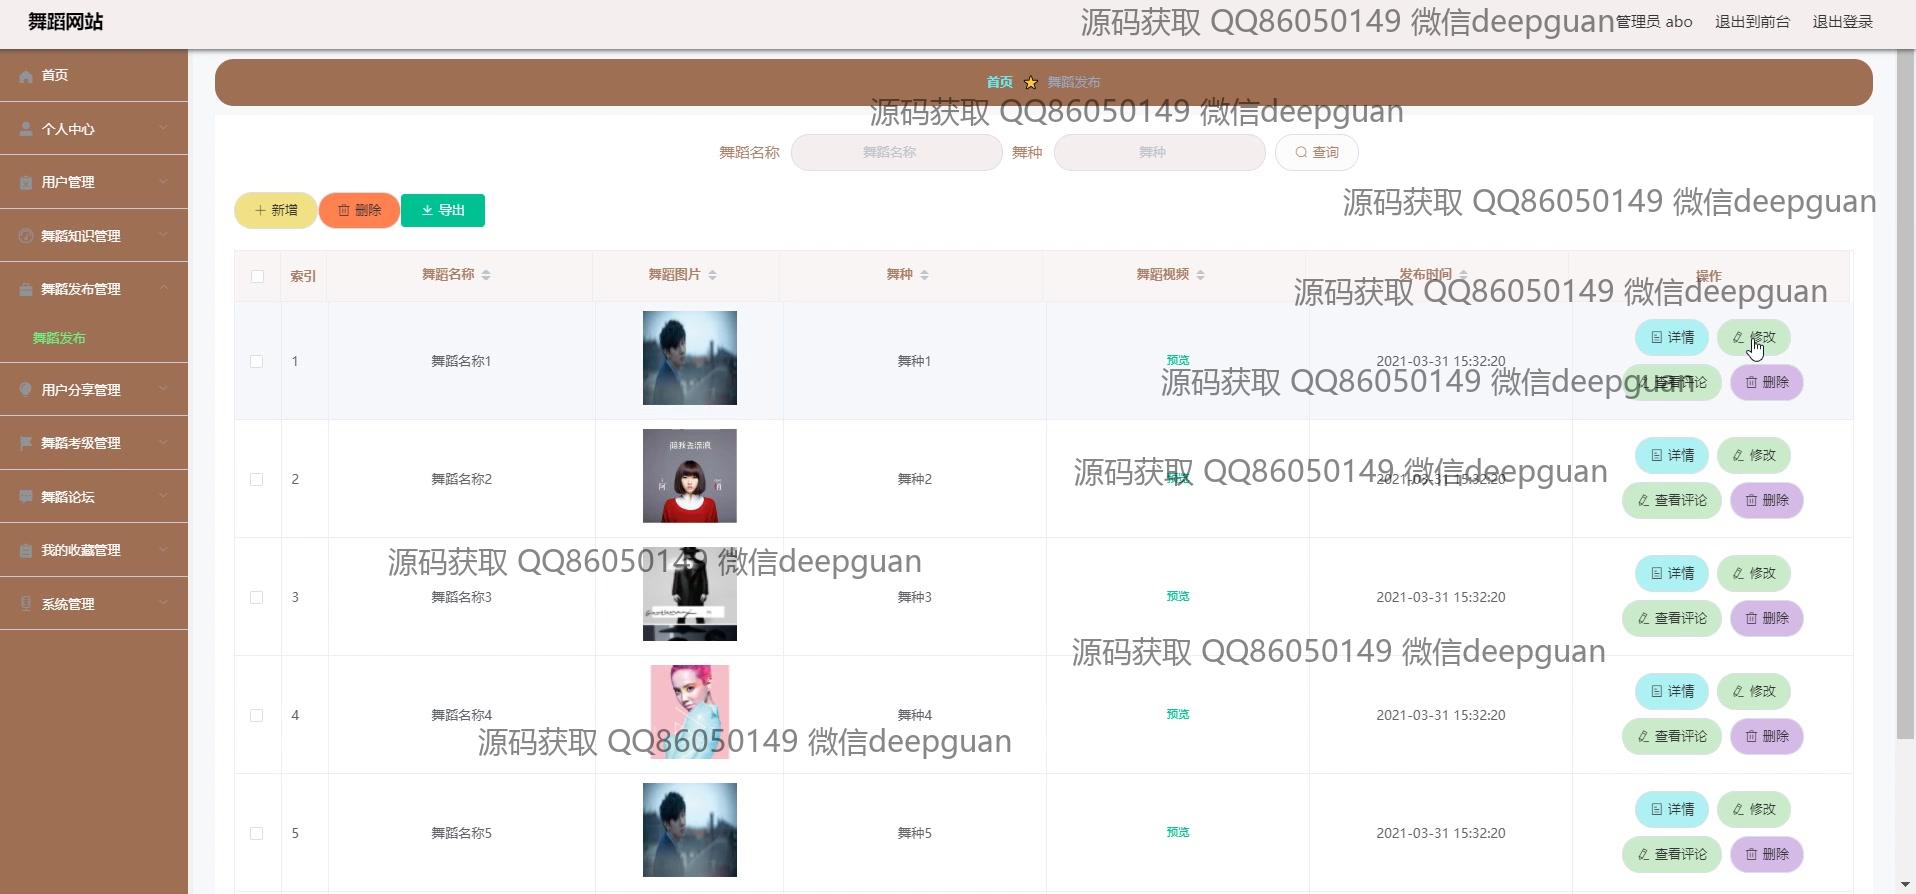 舞蹈网站
源码获取 QQ86050149 微信deepguan
管理员 abo 退出到前台 退出登录
首页
个人中心
用户管理
舞蹈知识管理
舞蹈发布管理
舞蹈发布
用户分享管理
舞蹈考级管理
舞蹈论坛
我的收藏管理
系统管理
首页 舞蹈发布
源码获取 QQ86050149 微信deepguan
舞蹈名称 舞蹈名称 舞种 舞种 查询
源码获取 QQ86050149 微信deepguan
新增 删除 导出
索引 舞蹈名称 舞蹈图片 舞种 舞蹈视频 发布时间 操作
源码获取 QQ86050149 微信deepguan
1 舞蹈名称1 舞种1 预览 2021-03-31 15:32:20 详情 修改
查看评论 删除
源码获取 QQ86050149 微信deepguan
陪我去流浪
阿肖
2 舞蹈名称2 舞种2 预览 2021-03-31 15:32:20 详情 修改
查看评论 删除
源码获取 QQ86050149 微信deepguan
源码获取 QQ86050149 微信deepguan
3 舞蹈名称3 舞种3 预览 2021-03-31 15:32:20 详情 修改
查看评论 删除
源码获取 QQ86050149 微信deepguan
4 舞蹈名称4 舞种4 预览 2021-03-31 15:32:20 详情 修改
查看评论 删除
源码获取 QQ86050149 微信deepguan
5 舞蹈名称5 舞种5 预览 2021-03-31 15:32:20 详情 修改
查看评论 删除